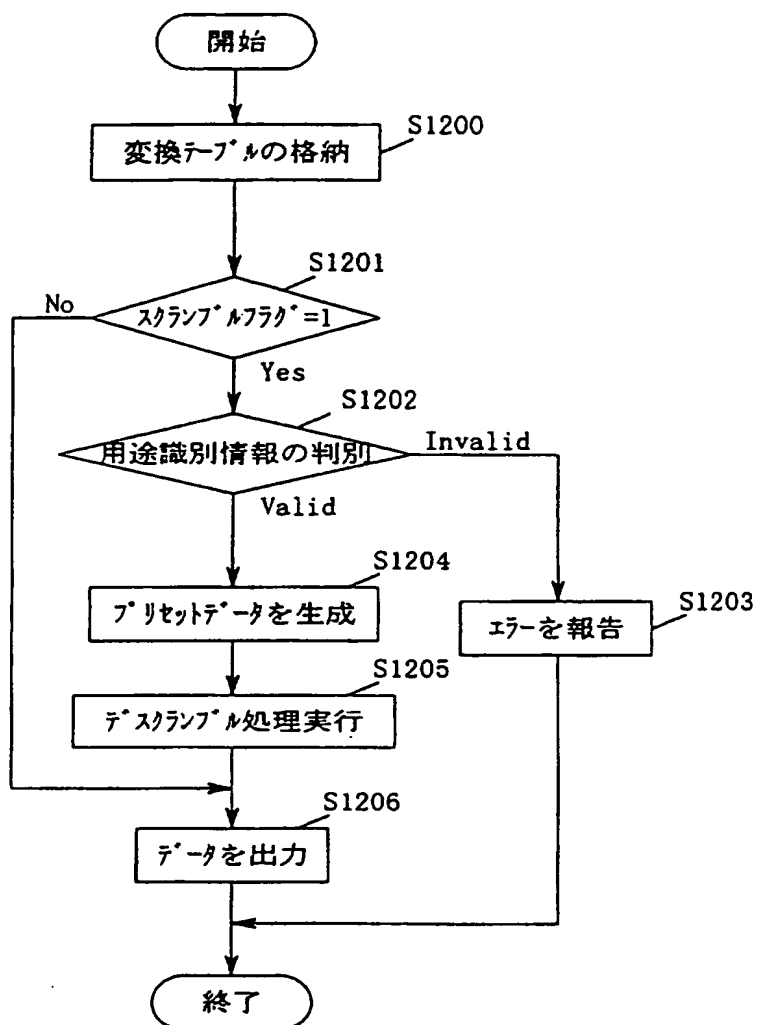 開始
S1200
変換テーブルの格納
S1201
No
スクランブルフラグ=1
Yes
S1202
用途識別情報の判別
Invalid
Valid
S1204
プリセットデータを生成
S1203
エラーを報告
S1205
デスクランブル処理実行
S1206
データを出力
終了